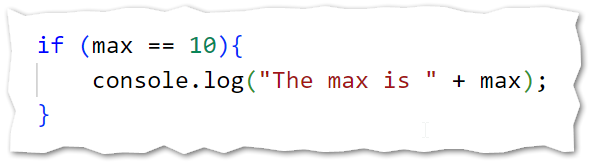 if (max == 10){
    console.log("The max is " + max);
}